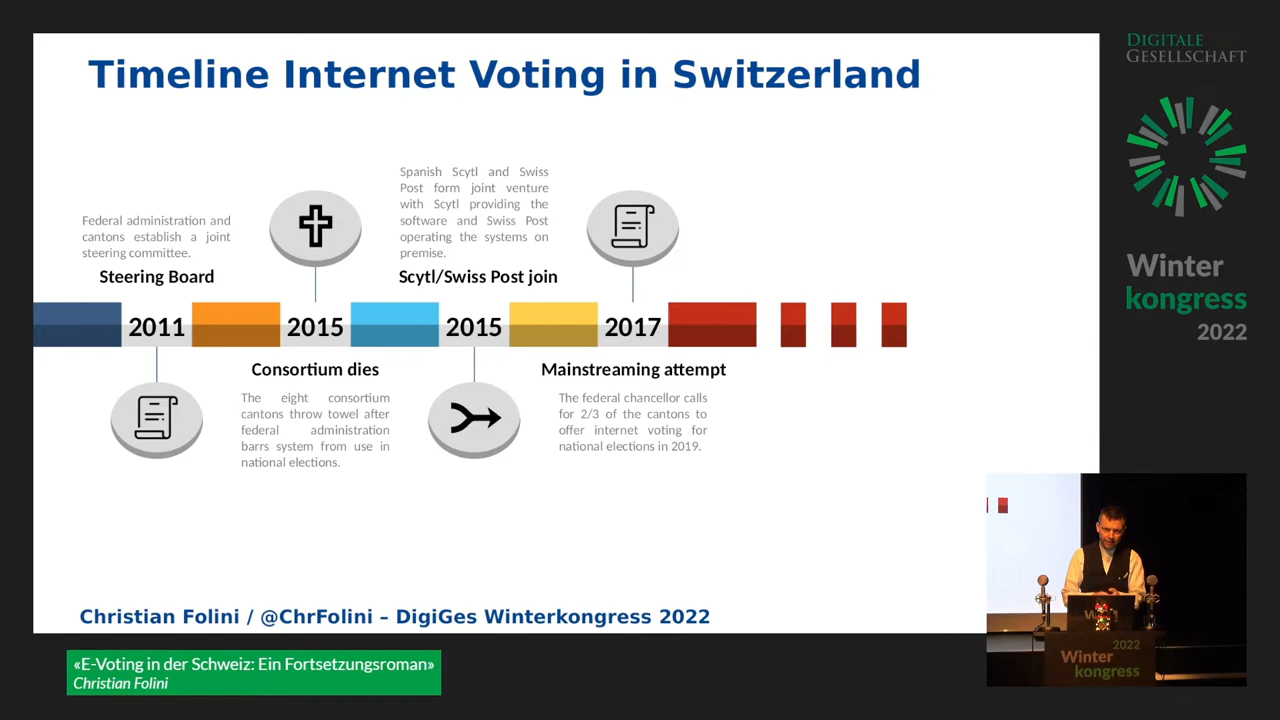 Timeline Internet Voting in Switzerland
Federal administration and
cantons establish a joint
steering committee.
Steering Board
2011
2015
Consortium dies
The eight consortium
cantons throw towel after
federal administration
barrs system from use in
national elections.
Spanish Scytl and Swiss
Post form joint venture
with Scytl providing the
software and Swiss Post
operating the systems on
premise.
Scytl/Swiss Post join
2015
2017
Mainstreaming attempt
The federal chancellor calls
for 2/3 of the cantons to
offer internet voting for
national elections in 2019.
Christian Folini / @ChrFolini – DigiGes Winterkongress 2022
«E-Voting in der Schweiz: Ein Fortsetzungsroman»
Christian Folini
DIGITALE
GESELLSCHAFT
Winter
kongress
2022
2022
Winter
kongress